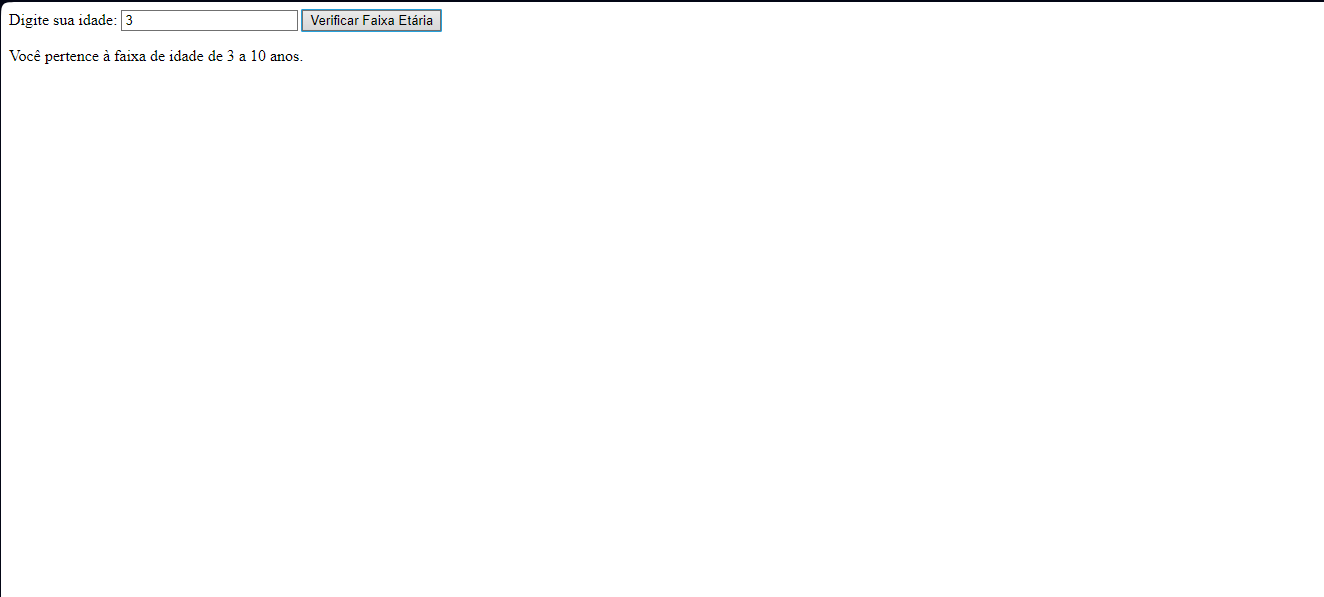 Digite sua idade: 3 Verificar Faixa Etária
Você pertence à faixa de idade de 3 a 10 anos.